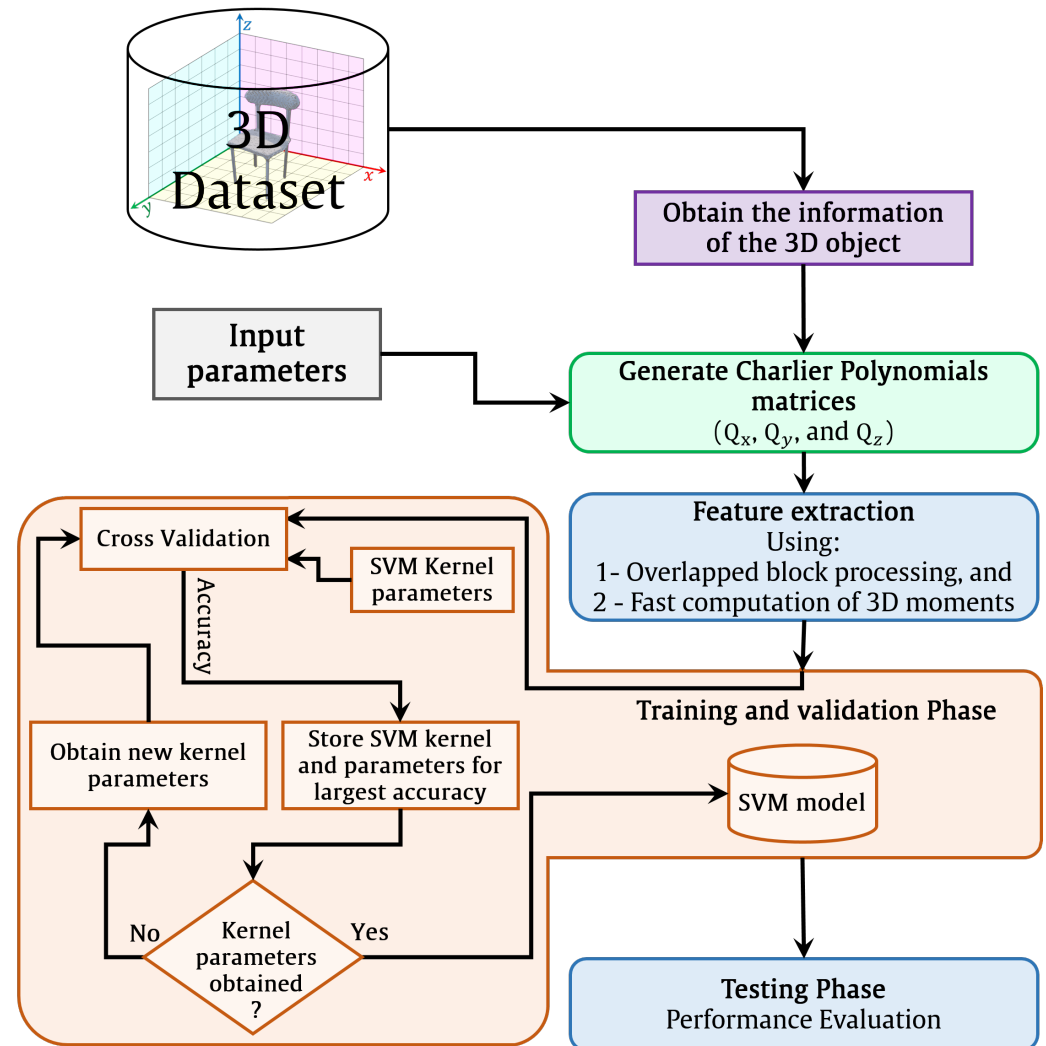 z
3D
Dataset
x
y
Obtain the information
of the 3D object
Input
parameters
Generate Charlier Polynomials
matrices
(Qx, Qy, and Qz)
Feature extraction
Using:
1- Overlapped block processing, and
2 - Fast computation of 3D moments
Cross Validation
SVM Kernel
parameters
Accuracy
Training and validation Phase
Obtain new kernel
parameters
Store SVM kernel
and parameters for
largest accuracy
SVM model
No
Yes
Kernel
parameters
obtained
?
Testing Phase
Performance Evaluation